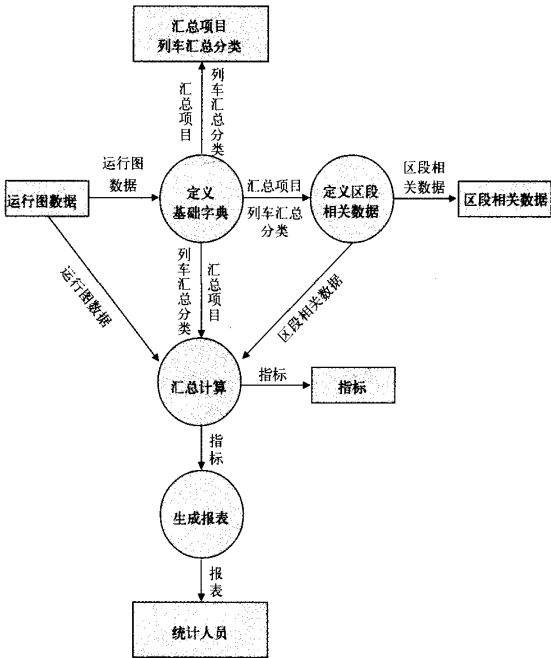 汇总项目
列车汇总分类
汇总项目
列车汇总分类
运行图
数据
运行图数据
定义
基础字典
汇总项目
列车汇总
分类
定义区段
相关数据
区段相
关数据
区段相关数据
运行图数据
列车汇总分类
汇总项目
区段相关数据
汇总计算
指标
指标
指标
生成报表
报表
统计人员